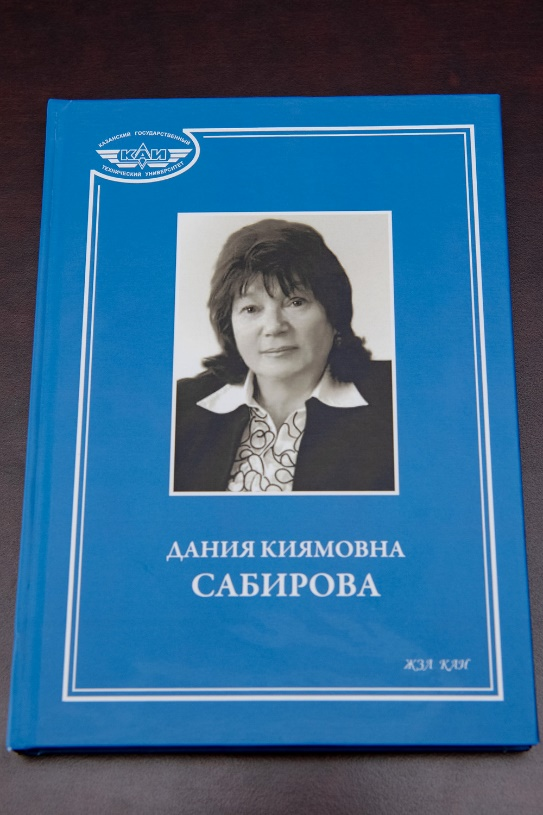 КАЗАНСКИЙ ГОСУДАРСТВЕННЫЙ
КАИ
ТЕХНИЧЕСКИЙ УНИВЕРСИТЕТ
ДАНИЯ КИЯМОВНА
САБИРОВА
ЖЗЛ КАИ